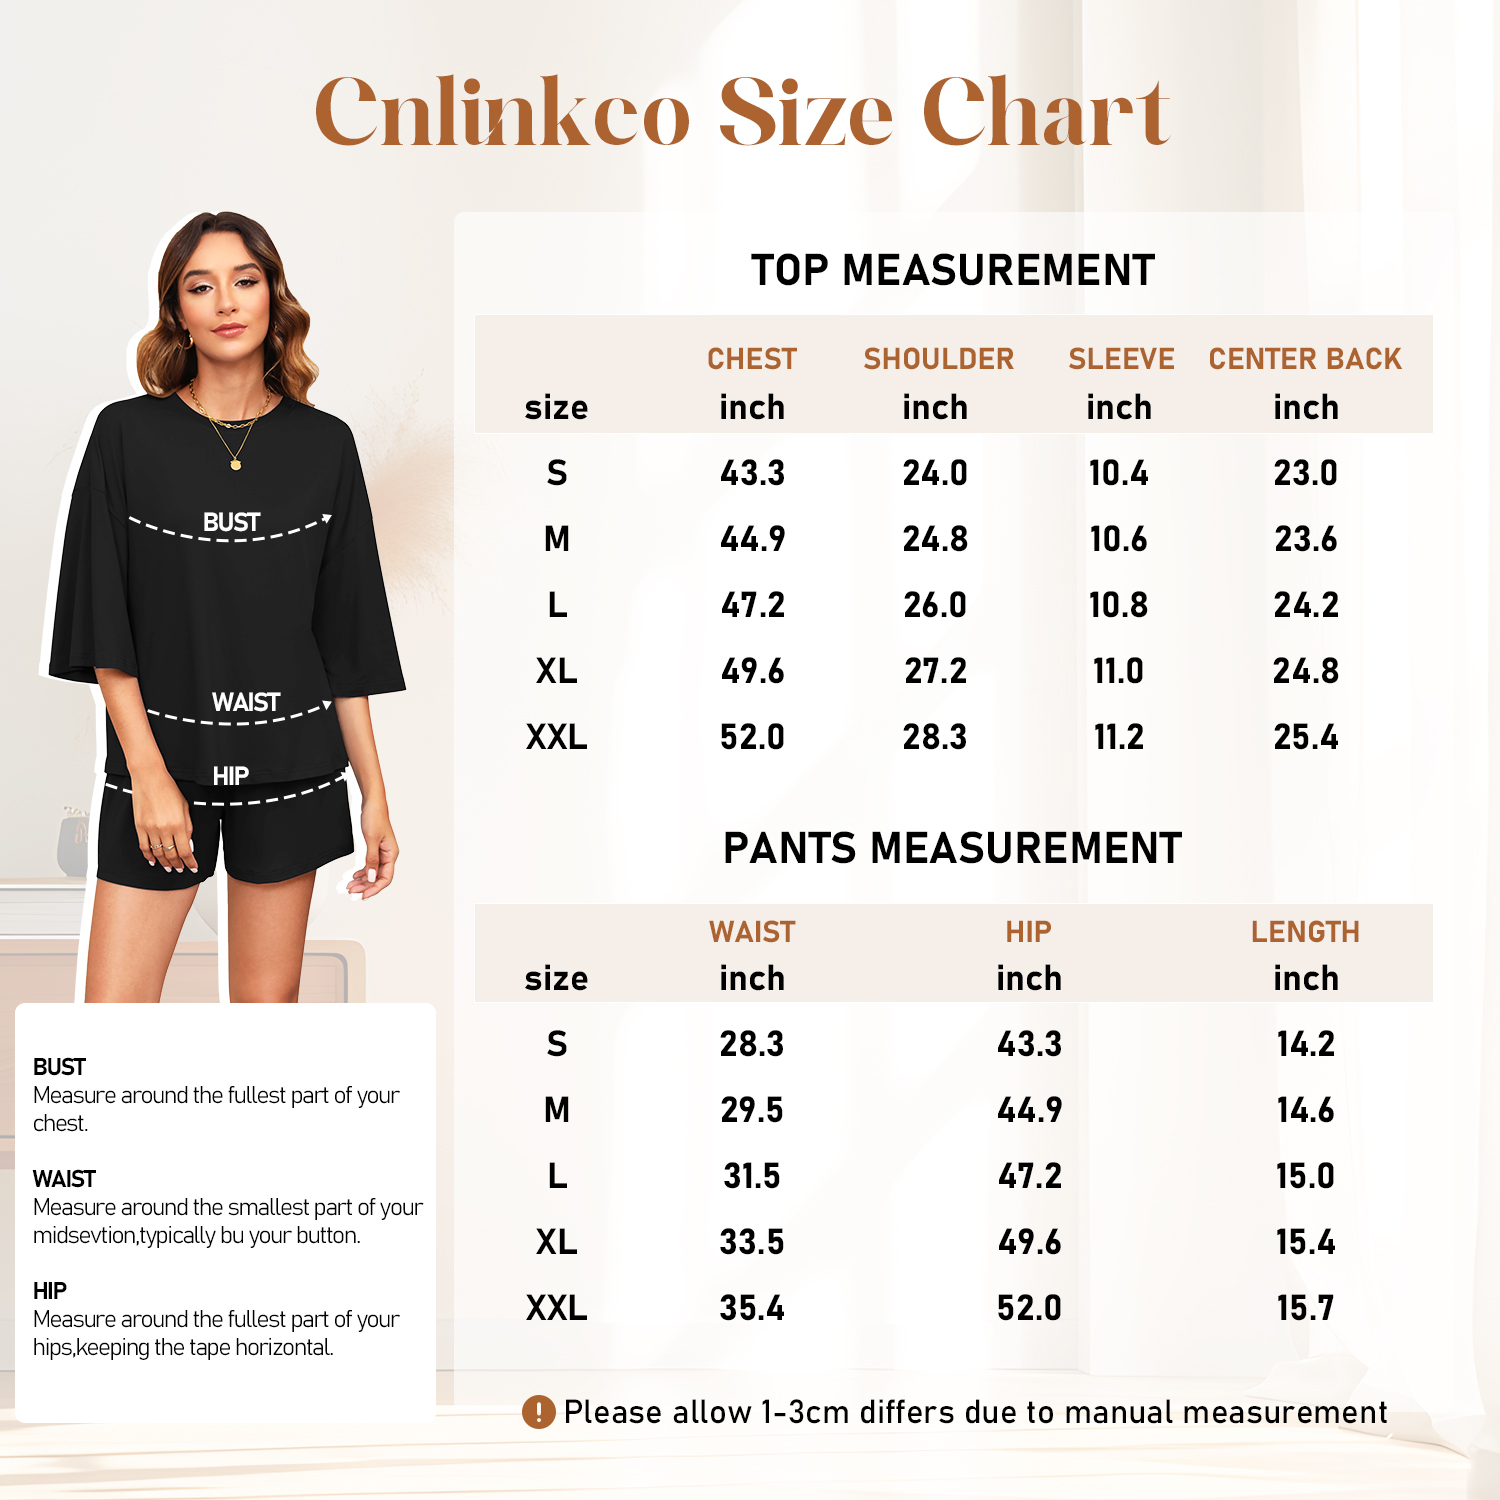 Cnlinkco Size Chart
TOP MEASUREMENT
CHEST SHOULDER SLEEVE CENTER BACK
size inch inch inch inch
S 43.3 24.0 10.4 23.0
M 44.9 24.8 10.6 23.6
L 47.2 26.0 10.8 24.2
XL 49.6 27.2 11.0 24.8
XXL 52.0 28.3 11.2 25.4
PANTS MEASUREMENT
WAIST HIP LENGTH
size inch inch inch
S 28.3 43.3 14.2
M 29.5 44.9 14.6
L 31.5 47.2 15.0
XL 33.5 49.6 15.4
XXL 35.4 52.0 15.7
Please allow 1-3cm differs due to manual measurement
BUST
WAIST
HIP
BUST
Measure around the fullest part of your
chest.
WAIST
Measure around the smallest part of your
midsevtion,typically bu your button.
HIP
Measure around the fullest part of your
hips,keeping the tape horizontal.